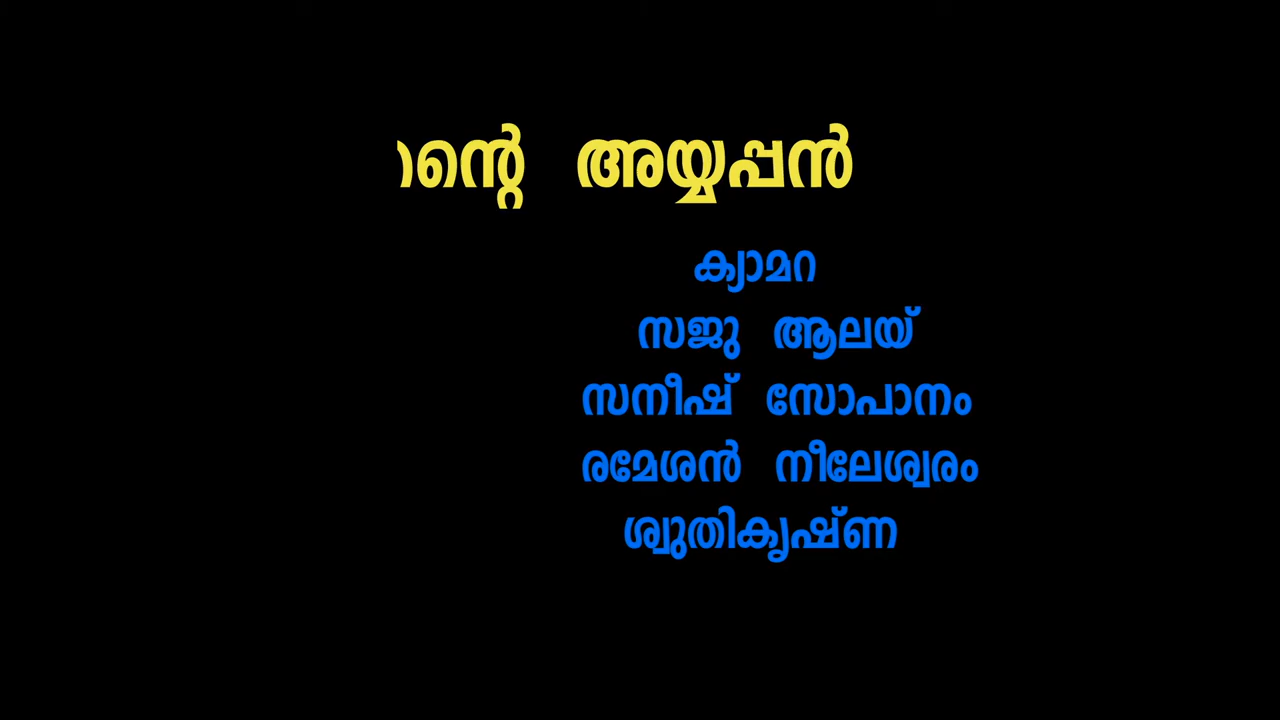 ന്റെ അയ്യപ്പൻ
ക്യാമറ
സജു ആലയ്
സനീഷ് സോപാനം
രമേശൻ നീലേശ്വരം
ശ്വുതികൃഷ്ണ